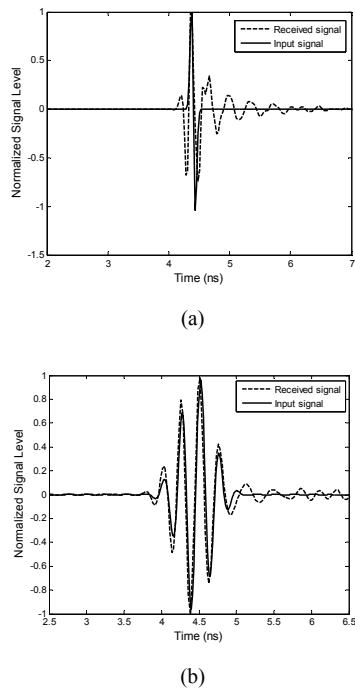 1
0.5
0
-0.5
-1
-1.5
Normalized Signal Level
Received signal
Input signal
2 3 4 5 6 7
Time (ns)
(a)
1
0.8
0.6
0.4
0.2
0
-0.2
-0.4
-0.6
-0.8
-1
Normalized Signal Level
Received signal
Input signal
2.5 3 3.5 4 4.5 5 5.5 6 6.5
Time (ns)
(b)